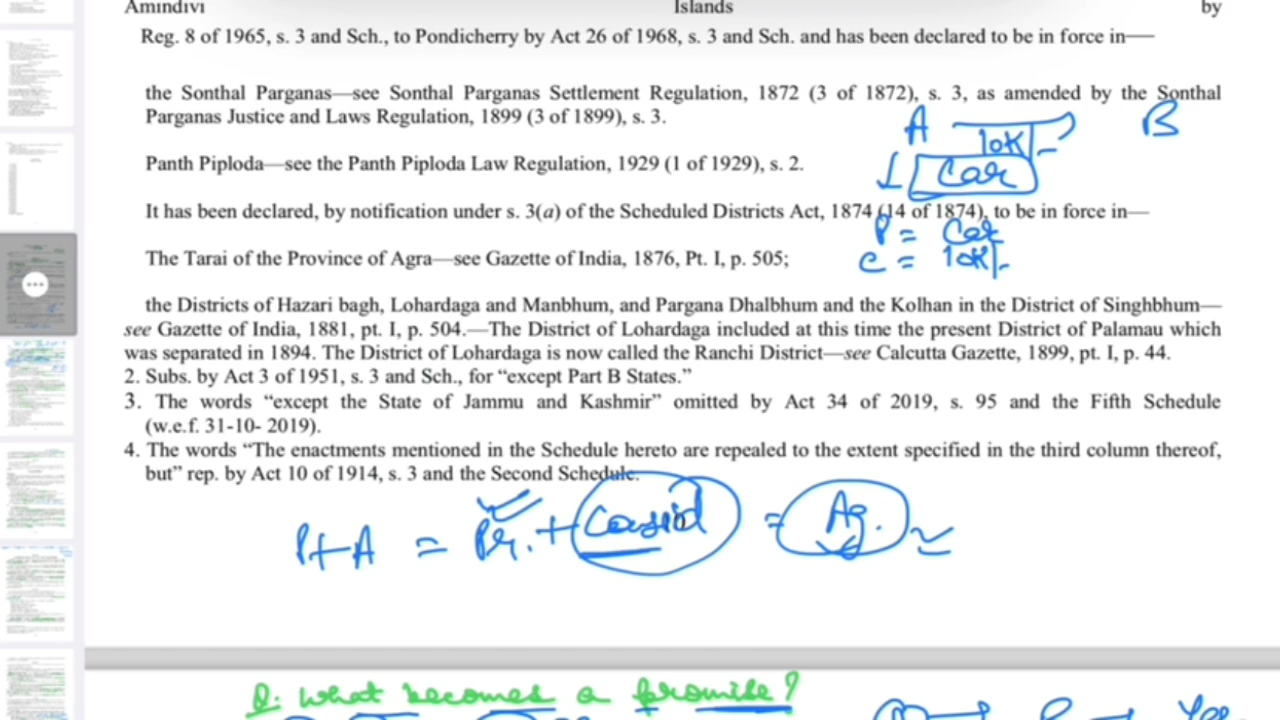 Amindivi Islands by
Reg. 8 of 1965, s. 3 and Sch., to Pondicherry by Act 26 of 1968, s. 3 and Sch. and has been declared to be in force in—
the Sonthal Parganas—see Sonthal Parganas Settlement Regulation, 1872 (3 of 1872), s. 3, as amended by the Sonthal
Parganas Justice and Laws Regulation, 1899 (3 of 1899), s. 3.
A 10K/- B
1 Car
Panth Piploda—see the Panth Piploda Law Regulation, 1929 (1 of 1929), s. 2.
It has been declared, by notification under s. 3(a) of the Scheduled Districts Act, 1874 (14 of 1874), to be in force in—
P = Car
C = 10K/-
The Tarai of the Province of Agra—see Gazette of India, 1876, Pt. I, p. 505;
the Districts of Hazari bagh, Lohardaga and Manbhum, and Pargana Dhalbhum and the Kolhan in the District of Singhbhum—
see Gazette of India, 1881, pt. I, p. 504.—The District of Lohardaga included at this time the present District of Palamau which
was separated in 1894. The District of Lohardaga is now called the Ranchi District—see Calcutta Gazette, 1899, pt. I, p. 44.
2. Subs. by Act 3 of 1951, s. 3 and Sch., for “except Part B States.”
3. The words “except the State of Jammu and Kashmir” omitted by Act 34 of 2019, s. 95 and the Fifth Schedule
(w.e.f. 31-10- 2019).
4. The words “The enactments mentioned in the Schedule hereto are repealed to the extent specified in the third column thereof,
but” rep. by Act 10 of 1914, s. 3 and the Second Schedule.
P+A = Pr. + Consid = Ag.
Q: What becomes a promise?